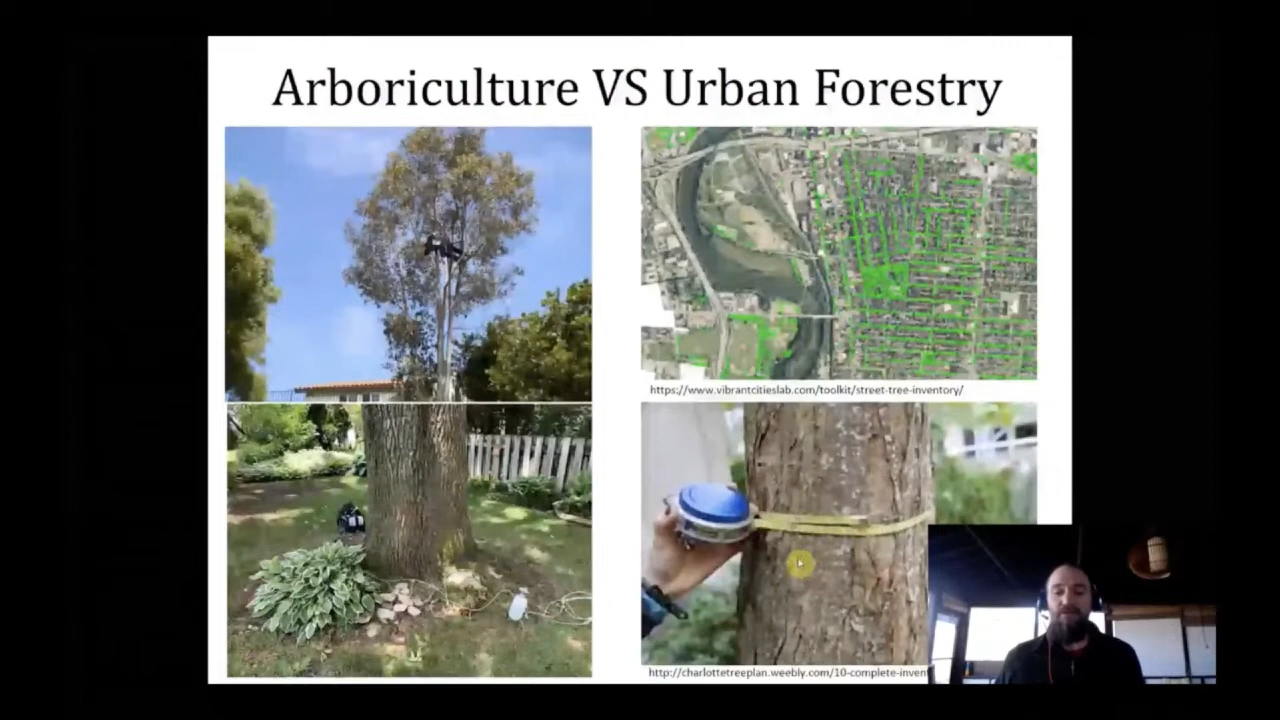 Arboriculture VS Urban Forestry
https://www.vibrantcitieslab.com/toolkit/street-tree-inventory/
http://charlottetreeplan.weebly.com/10-complete-inven